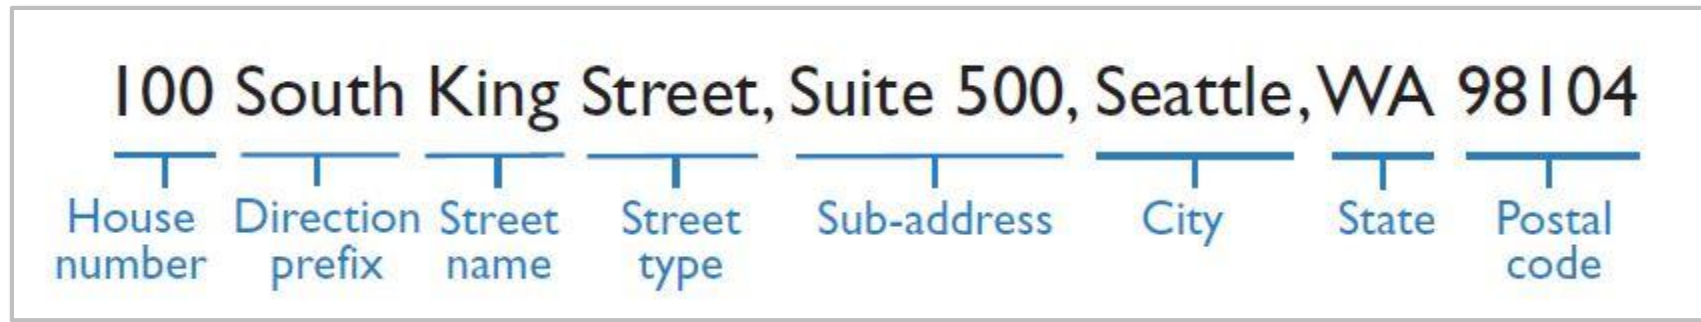 100 South King Street, Suite 500, Seattle, WA 98104
House number Direction prefix Street name Street type Sub-address City State Postal code